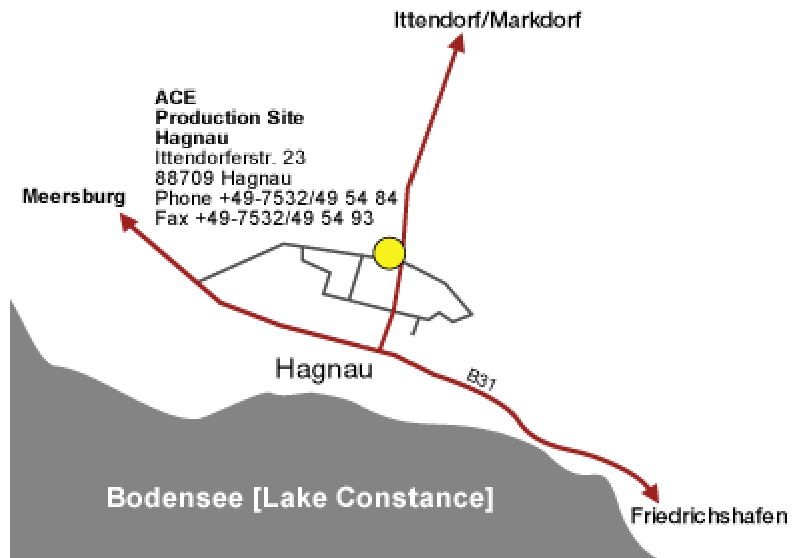 Ittendorf/Markdorf
ACE
Production Site
Hagnau
Ittendorferstr. 23
88709 Hagnau
Phone +49-7532/49 54 84
Fax +49-7532/49 54 93
Meersburg
Hagnau
B31
Bodensee [Lake Constance]
Friedrichshafen